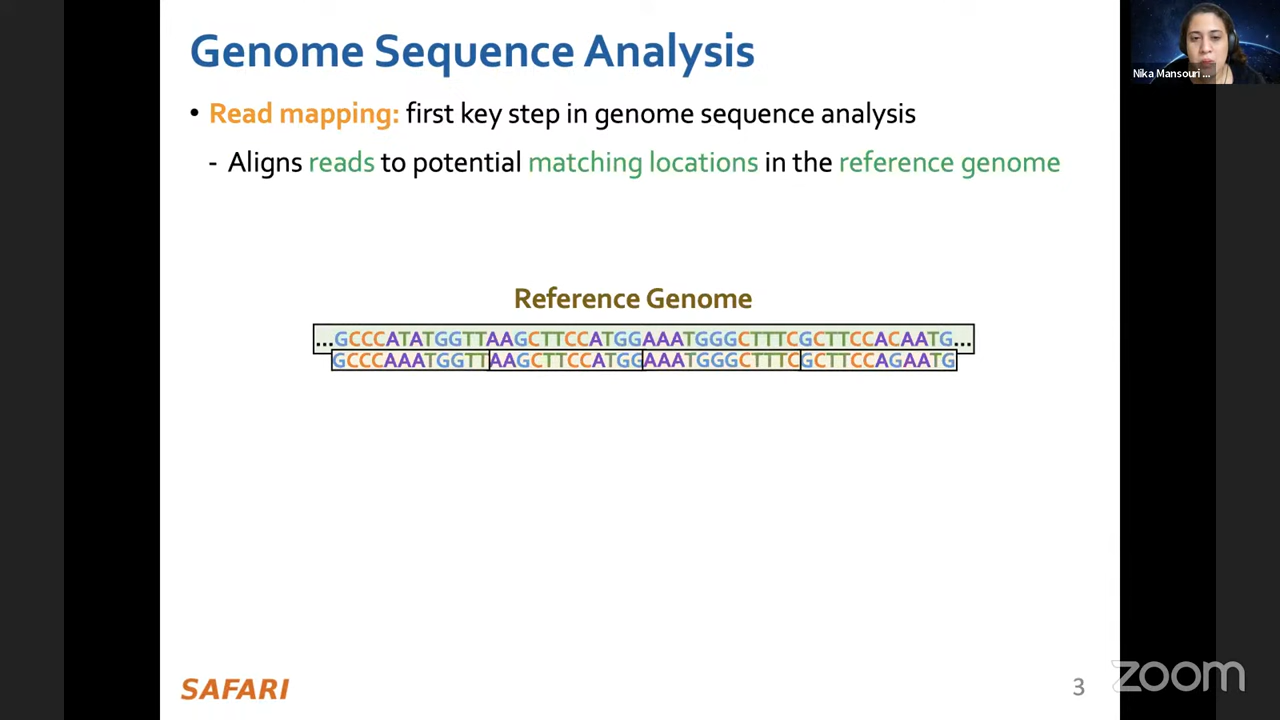 Genome Sequence Analysis
Nika Mansouri ...
• Read mapping: first key step in genome sequence analysis
- Aligns reads to potential matching locations in the reference genome
Reference Genome
...GCCCATATGGTTAAGCTTCCATGGAAATGGGCTTTCGCTTCCACAATG...
GCCCAAATGGTTAAGCTTCCATGGAAATGGGCTTTCGCTTCCAGAATG
SAFARI
3
zoom